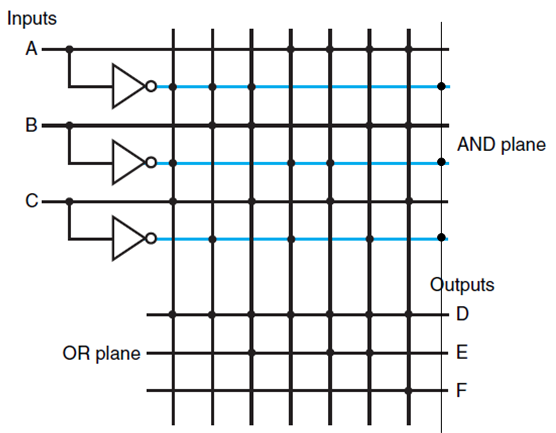 Inputs
A
B
AND plane
C
Outputs
D
OR plane
E
F